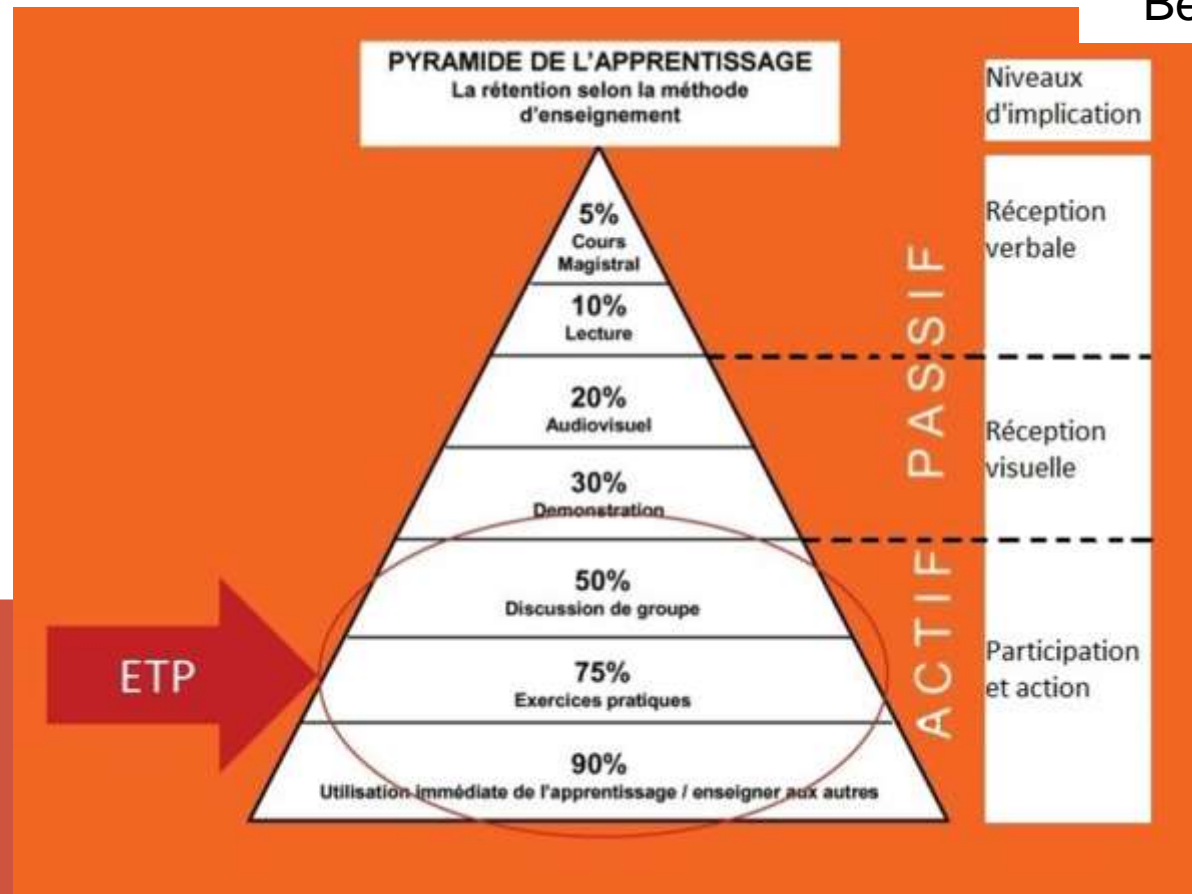 Be
PYRAMIDE DE L'APPRENTISSAGE
La rétention selon la méthode
d'enseignement
Niveaux
d'implication
5%
Cours
Magistral
10%
Lecture
20%
Audiovisuel
30%
Demonstration
50%
Discussion de groupe
75%
Exercices pratiques
90%
Utilisation immédiate de l'apprentissage / enseigner aux autres
PASSIF
ACTIF
Réception
verbale
Réception
visuelle
Participation
et action
ETP